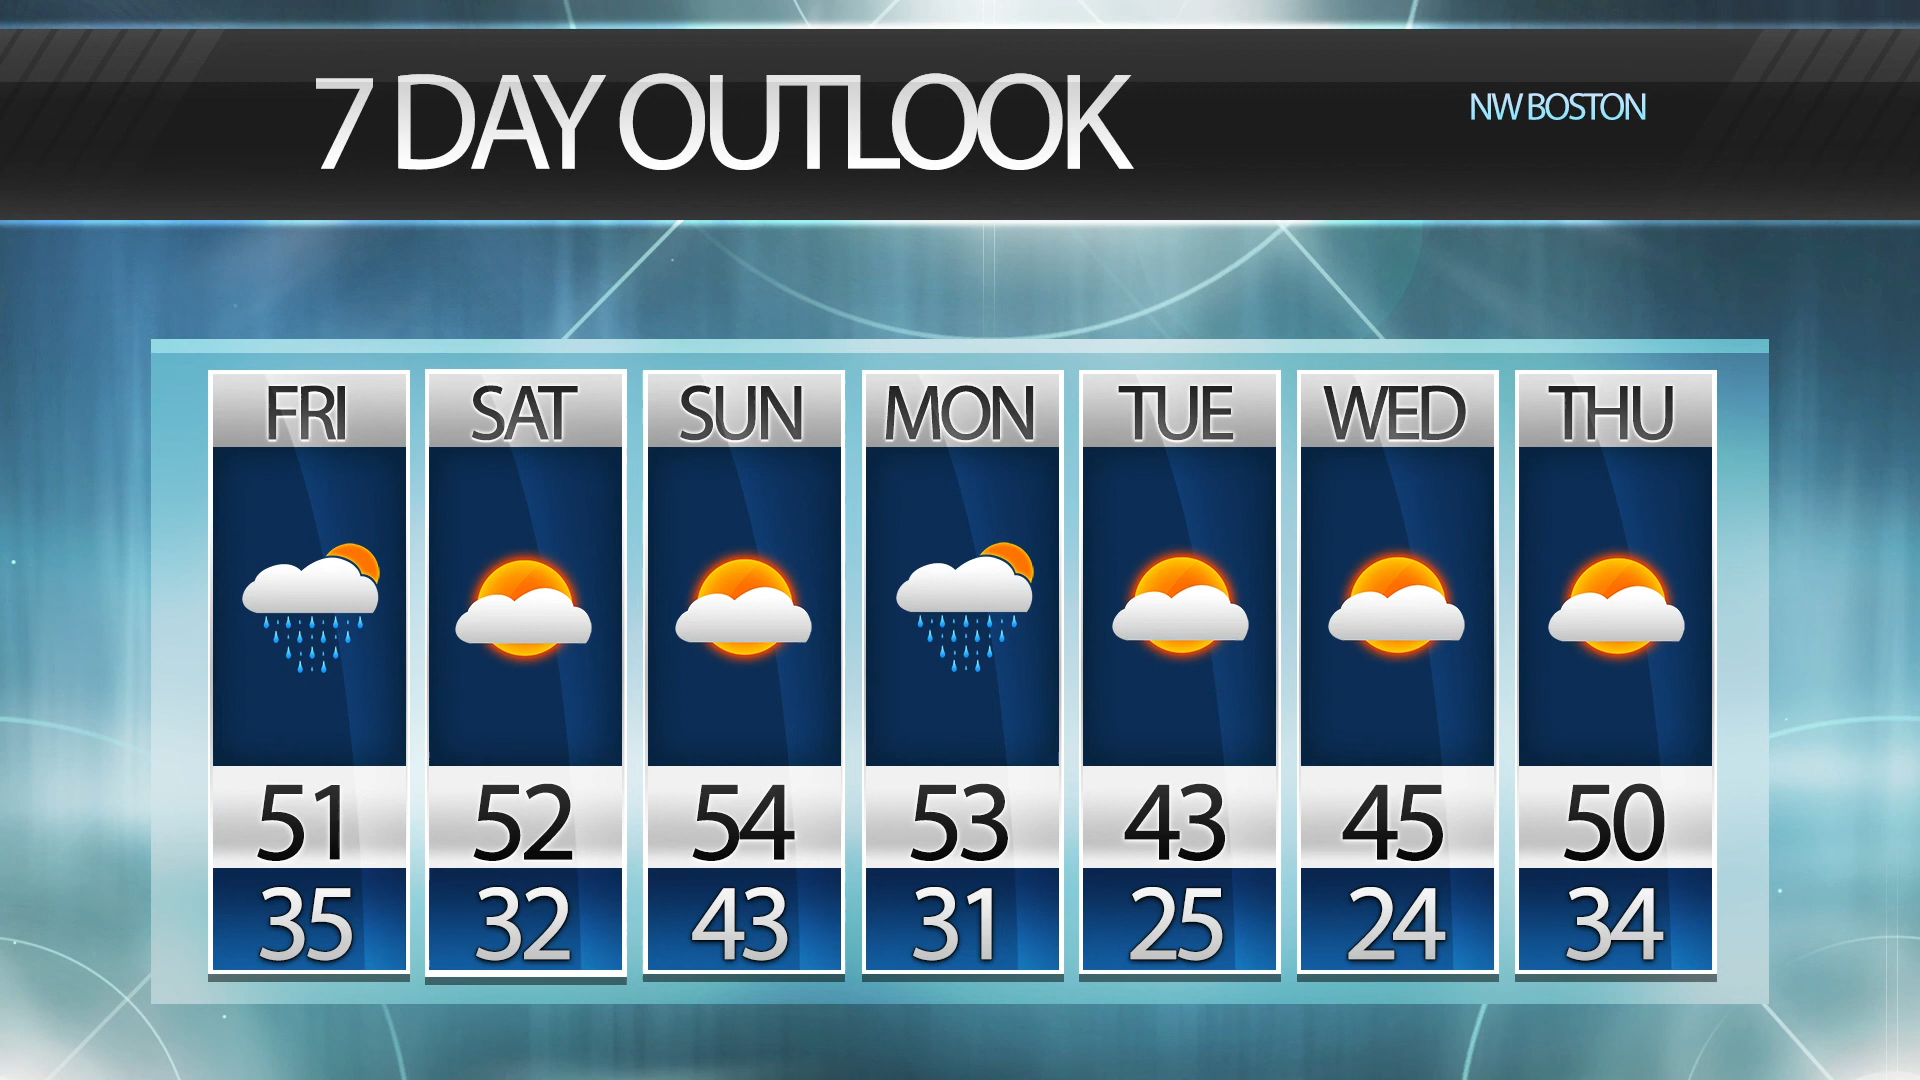 7 DAY OUTLOOK
NW BOSTON
FRI SAT SUN MON TUE WED THU
51 52 54 53 43 45 50
35 32 43 31 25 24 34